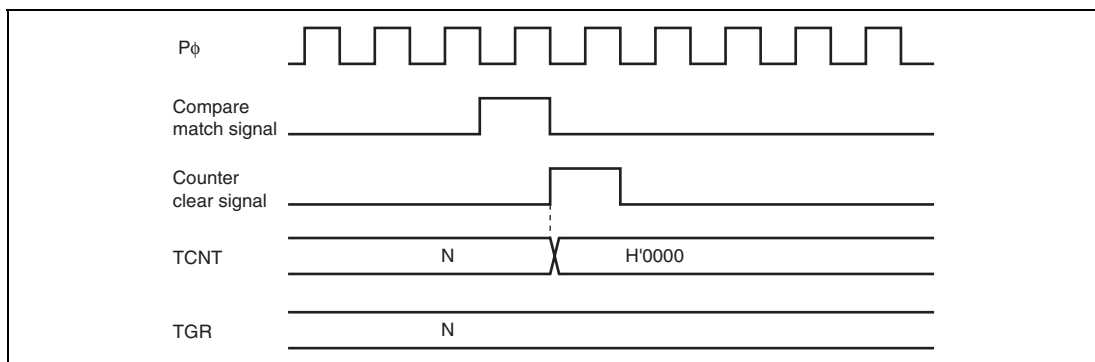 Pϕ
Compare
match signal
Counter
clear signal
TCNT
N
H'0000
TGR
N